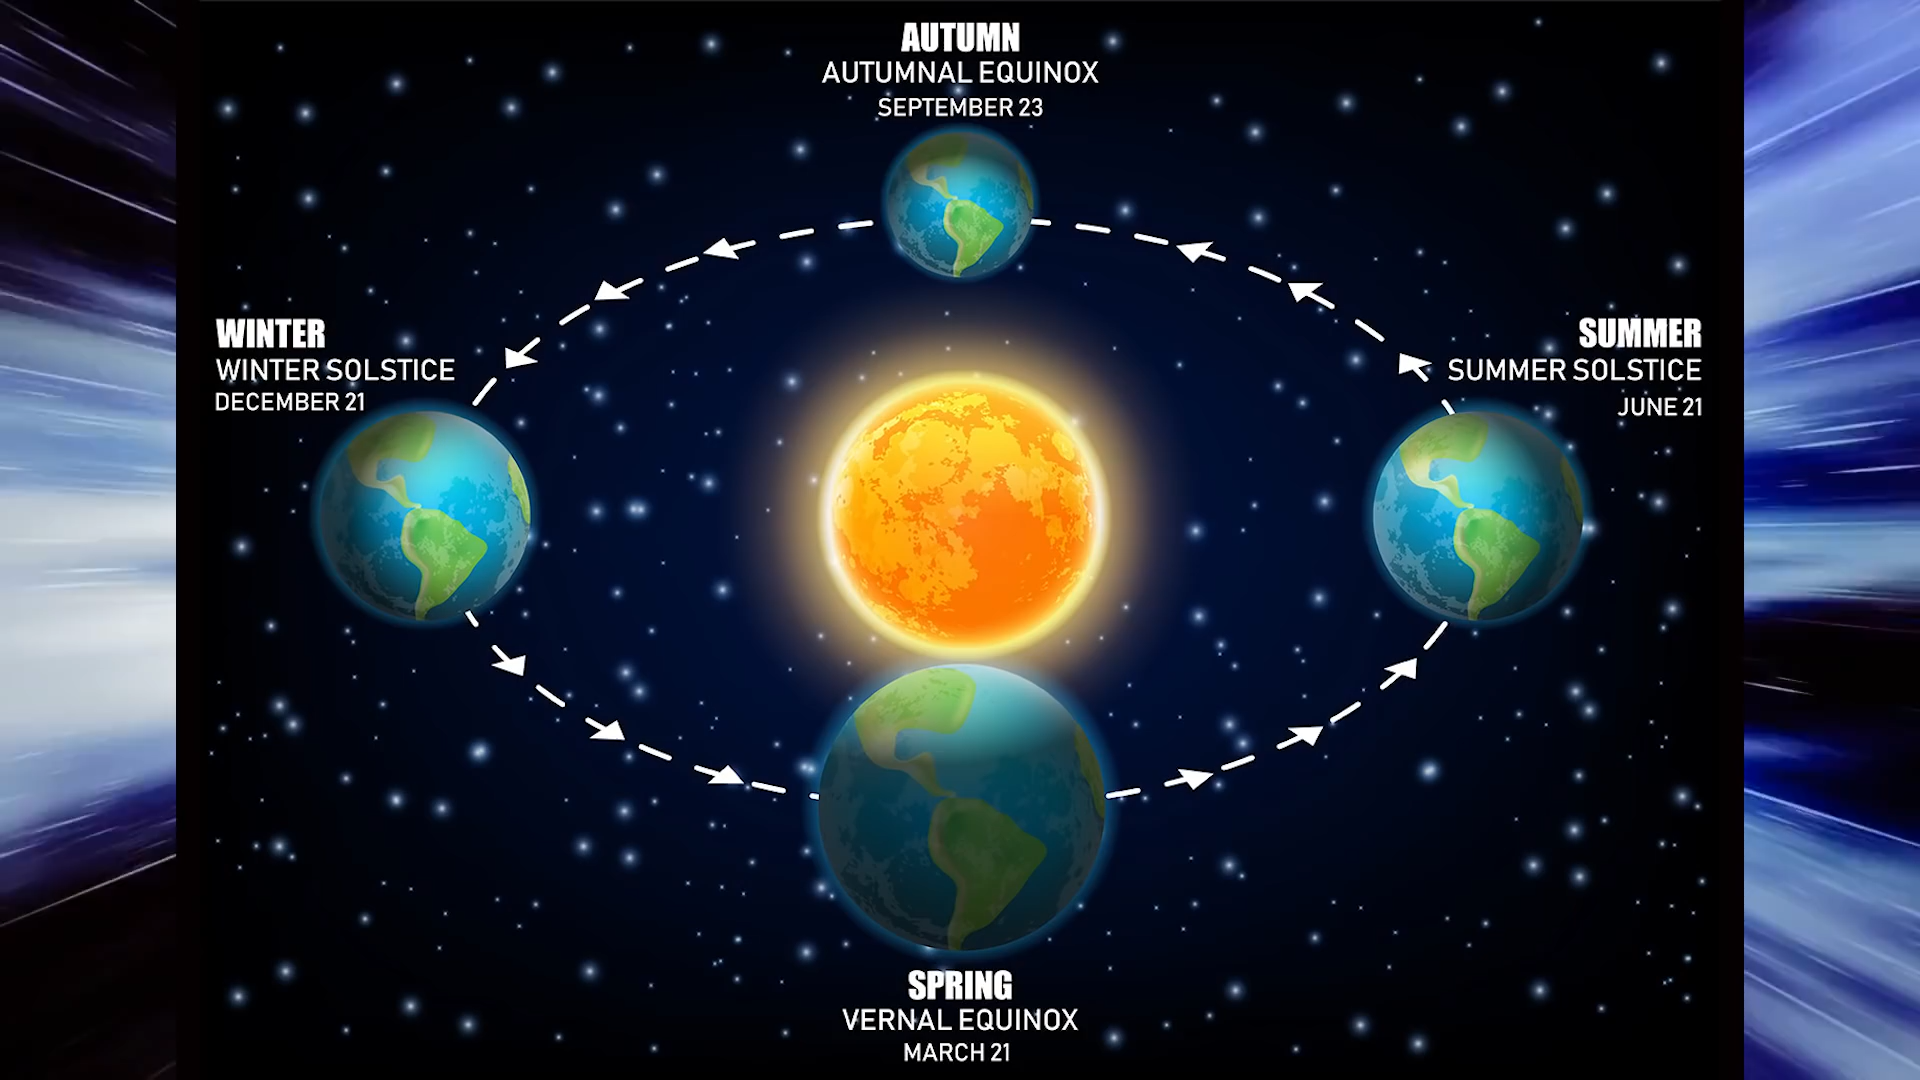 AUTUMN
AUTUMNAL EQUINOX
SEPTEMBER 23
WINTER
WINTER SOLSTICE
DECEMBER 21
SUMMER
SUMMER SOLSTICE
JUNE 21
SPRING
VERNAL EQUINOX
MARCH 21